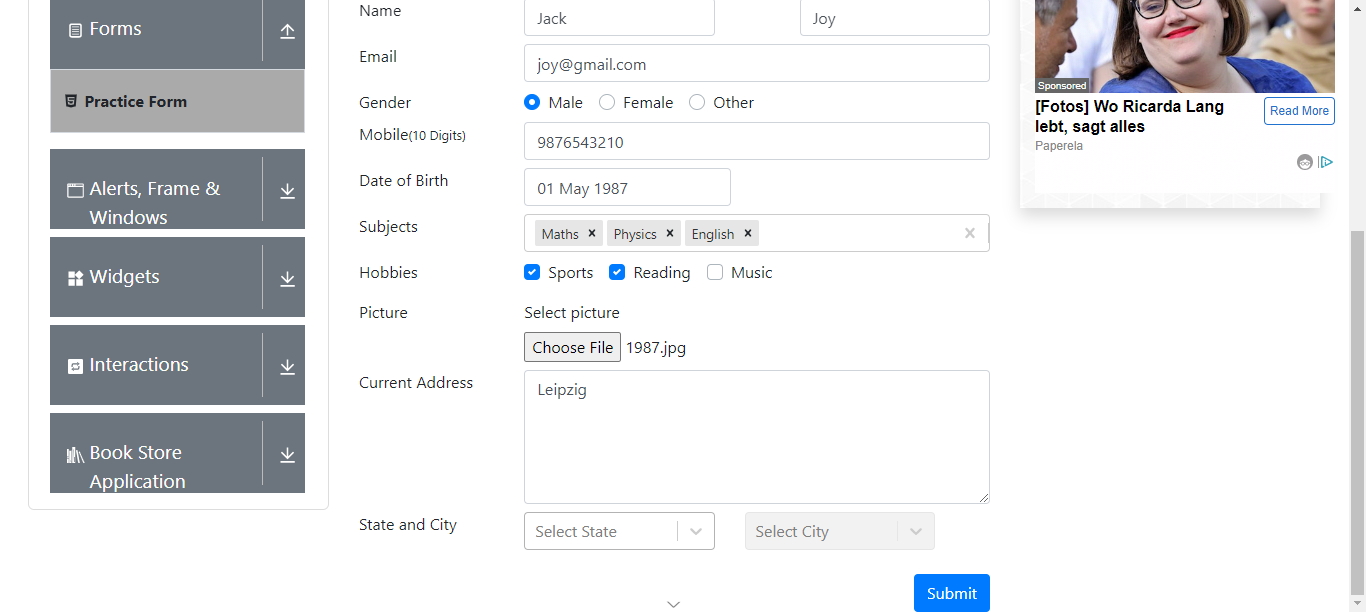 Forms
Practice Form
Alerts, Frame &
Windows
Widgets
Interactions
Book Store
Application
Name Jack Joy
Email joy@gmail.com
Gender Male Female Other
Mobile(10 Digits) 9876543210
Date of Birth 01 May 1987
Subjects Maths × Physics × English ×
Hobbies Sports Reading Music
Picture Select picture
Choose File 1987.jpg
Current Address Leipzig
State and City Select State Select City
Submit
Sponsored
[Fotos] Wo Ricarda Lang
lebt, sagt alles
Read More
Paperela